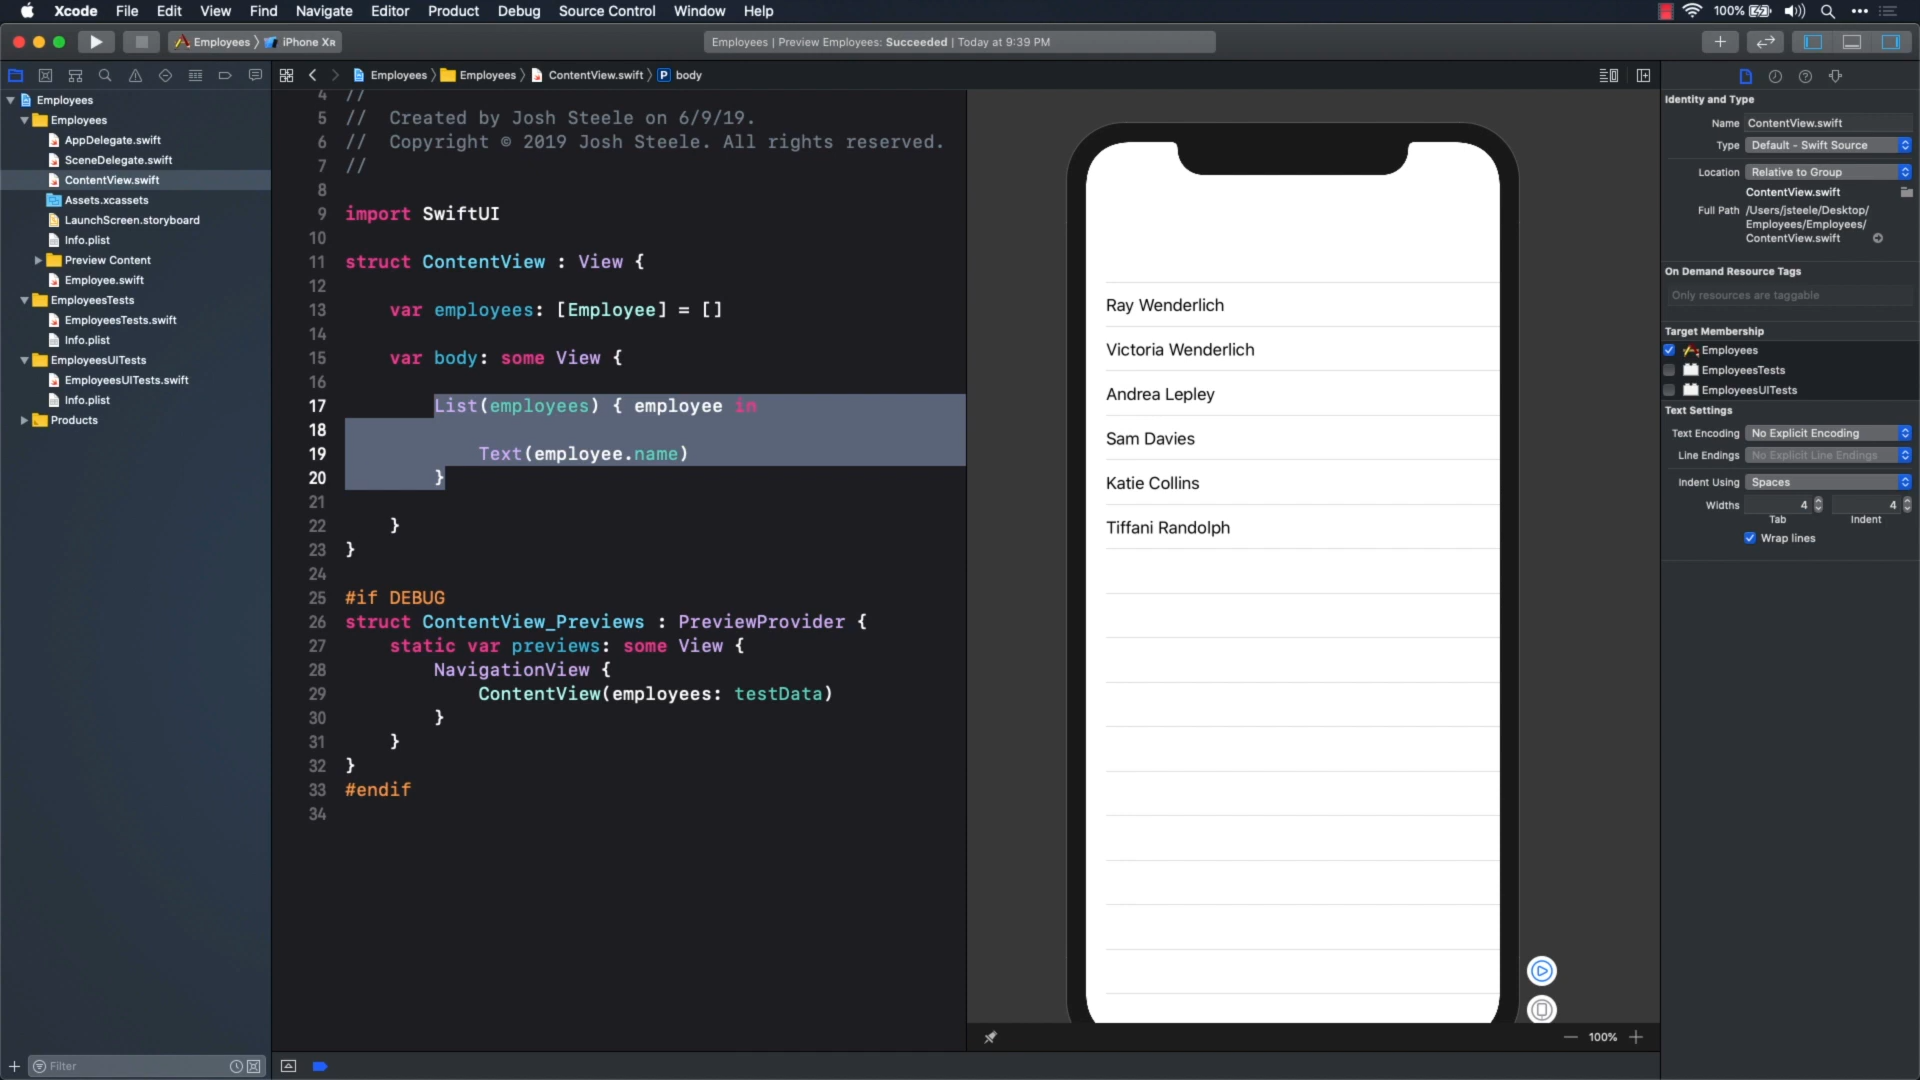 Xcode File Edit View Find Navigate Editor Product Debug Source Control Window Help 100%
Employees iPhone XR Employees | Preview Employees: Succeeded | Today at 9:39 PM
Employees Employees ContentView.swift P body
Employees
Employees
AppDelegate.swift
SceneDelegate.swift
ContentView.swift
Assets.xcassets
LaunchScreen.storyboard
Info.plist
Preview Content
Employee.swift
EmployeesTests
EmployeesTests.swift
Info.plist
EmployeesUITests
EmployeesUITests.swift
Info.plist
Products
Filter
4 //
5 //  Created by Josh Steele on 6/9/19.
6 //  Copyright © 2019 Josh Steele. All rights reserved.
7 //
8
9 import SwiftUI
10
11 struct ContentView : View {
12
13     var employees: [Employee] = []
14
15     var body: some View {
16
17         List(employees) { employee in
18
19             Text(employee.name)
20         }
21
22     }
23 }
24
25 #if DEBUG
26 struct ContentView_Previews : PreviewProvider {
27     static var previews: some View {
28         NavigationView {
29             ContentView(employees: testData)
30         }
31     }
32 }
33 #endif
34
Ray Wenderlich
Victoria Wenderlich
Andrea Lepley
Sam Davies
Katie Collins
Tiffani Randolph
100%
Identity and Type
Name ContentView.swift
Type Default - Swift Source
Location Relative to Group
ContentView.swift
Full Path /Users/jsteele/Desktop/
Employees/Employees/
ContentView.swift
On Demand Resource Tags
Only resources are taggable
Target Membership
Employees
EmployeesTests
EmployeesUITests
Text Settings
Text Encoding No Explicit Encoding
Line Endings No Explicit Line Endings
Indent Using Spaces
Widths 4 4
Tab Indent
Wrap lines